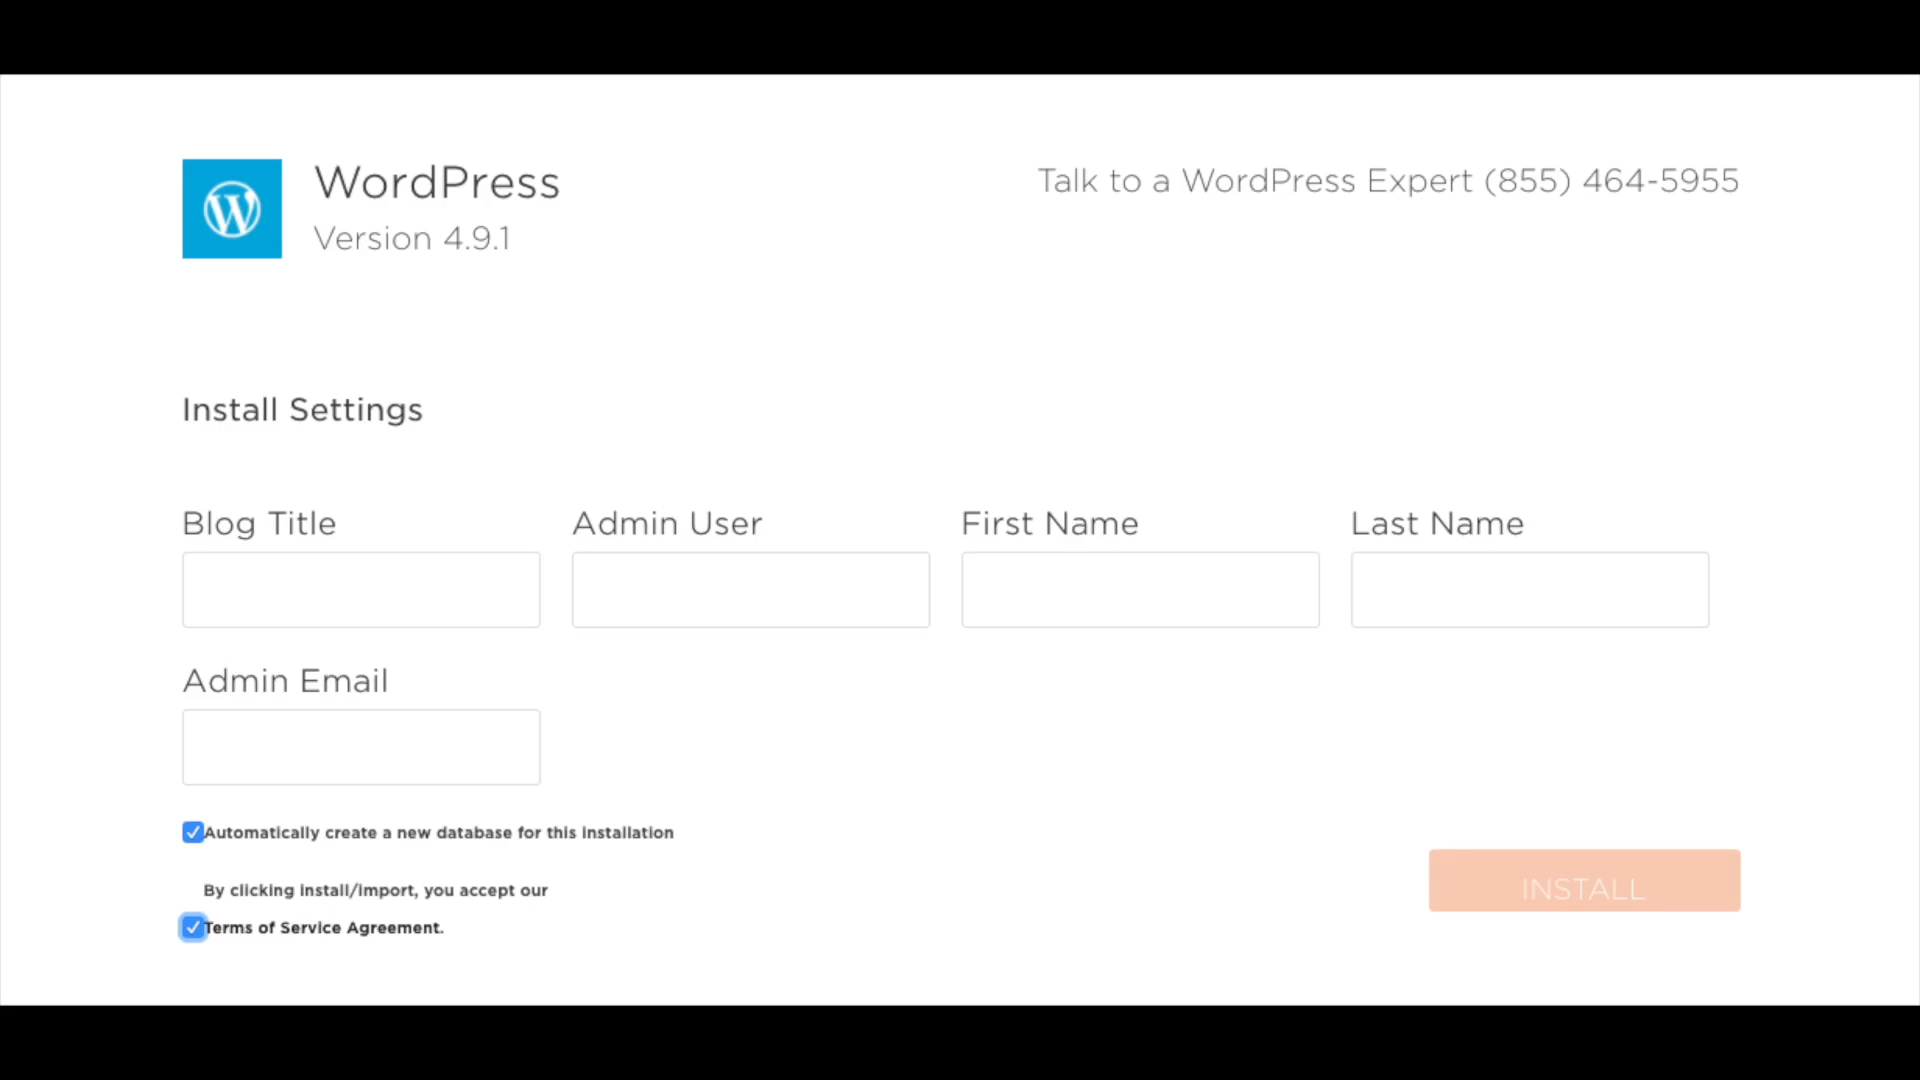 WordPress
Version 4.9.1
Talk to a WordPress Expert (855) 464-5955
Install Settings
Blog Title
Admin User
First Name
Last Name
Admin Email
Automatically create a new database for this installation
By clicking install/import, you accept our
Terms of Service Agreement.
INSTALL